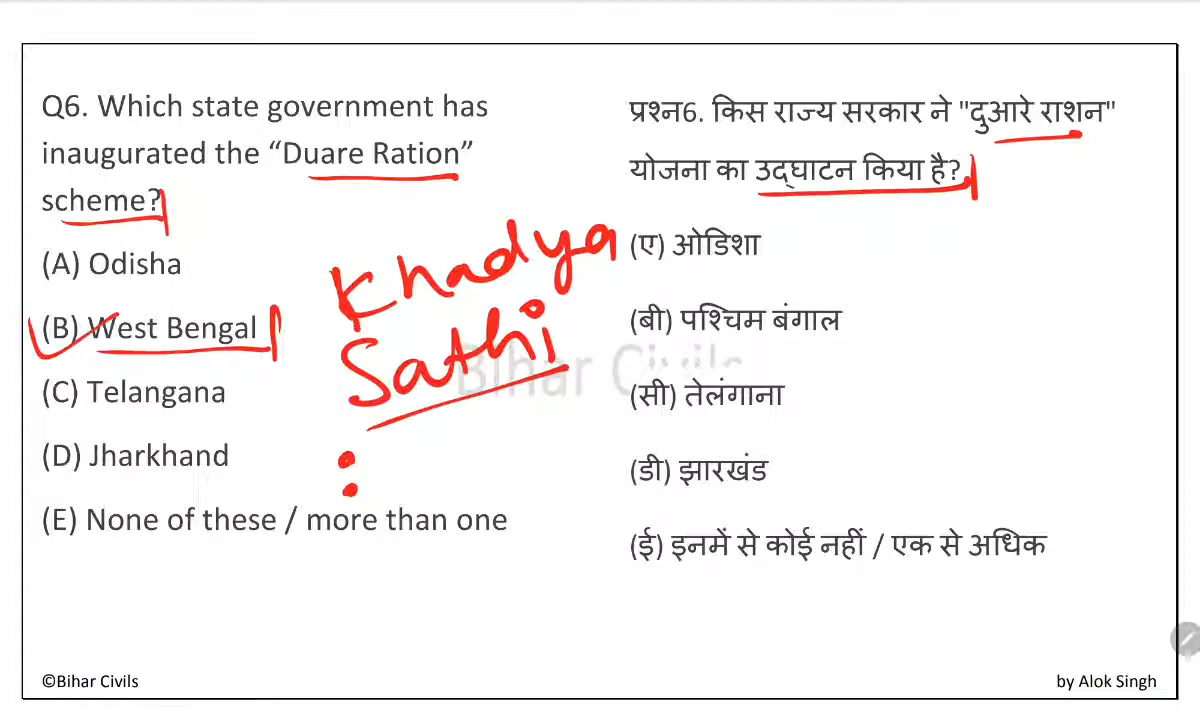 Q6. Which state government has
inaugurated the “Duare Ration”
scheme?
(A) Odisha
(B) West Bengal
(C) Telangana
(D) Jharkhand
(E) None of these / more than one
Khadya
Sathi
:
Bihar Civils
प्रश्न6. किस राज्य सरकार ने "दुआरे राशन"
योजना का उद्घाटन किया है?
(ए) ओडिशा
(बी) पश्चिम बंगाल
(सी) तेलंगाना
(डी) झारखंड
(ई) इनमें से कोई नहीं / एक से अधिक
©Bihar Civils
by Alok Singh